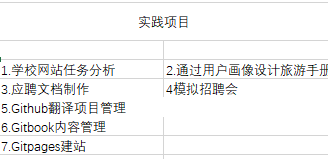 实践项目
1.学校网站任务分析 2.通过用户画像设计旅游手册
3.应聘文档制作 4模拟招聘会
5.Github翻译项目管理
6.Gitbook内容管理
7.Gitpages建站